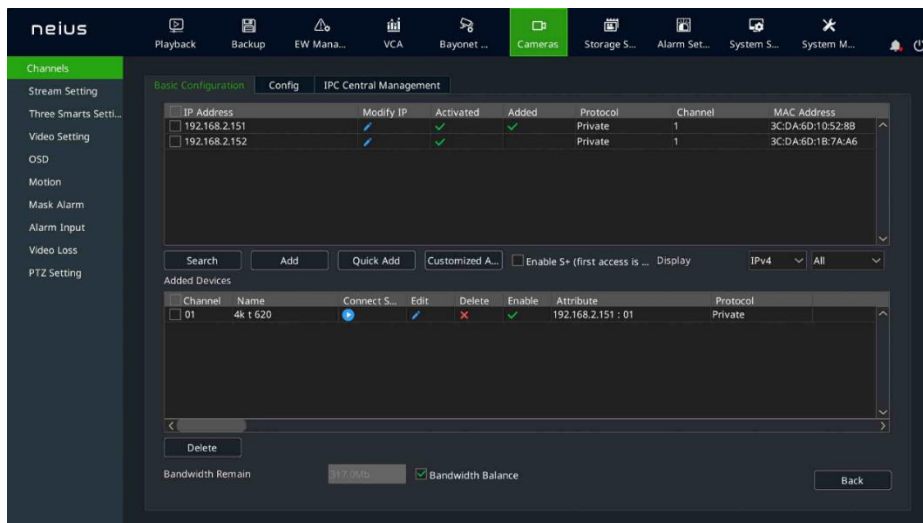 neius
Playback Backup EW Mana... VCA Bayonet ... Cameras Storage S... Alarm Set... System S... System M...
Channels
Stream Setting
Three Smarts Setti...
Video Setting
OSD
Motion
Mask Alarm
Alarm Input
Video Loss
PTZ Setting
Basic Configuration Config IPC Central Management
IP Address Modify IP Activated Added Protocol Channel MAC Address
192.168.2.151 Private 1 3C:DA:6D:10:52:8B
192.168.2.152 Private 1 3C:DA:6D:1B:7A:A6
Search Add Quick Add Customized A... Enable S+ (first access is ... Display IPv4 All
Added Devices
Channel Name Connect S... Edit Delete Enable Attribute Protocol
01 4k t 620 192.168.2.151 : 01 Private
Delete
Bandwidth Remain 317.0Mb Bandwidth Balance
Back